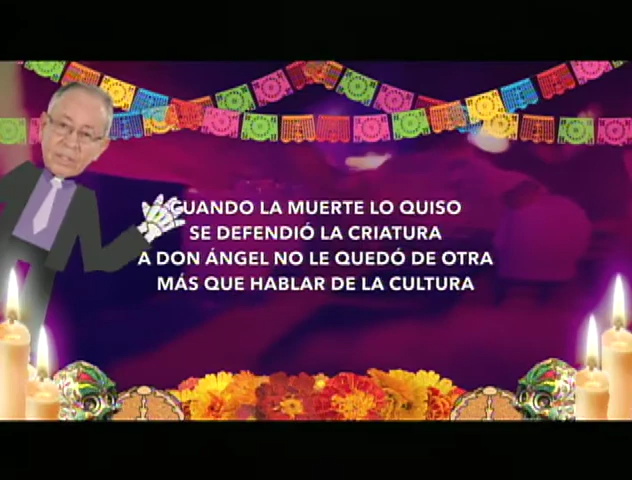 CUANDO LA MUERTE LO QUISO
SE DEFENDIÓ LA CRIATURA
A DON ÁNGEL NO LE QUEDÓ DE OTRA
MÁS QUE HABLAR DE LA CULTURA